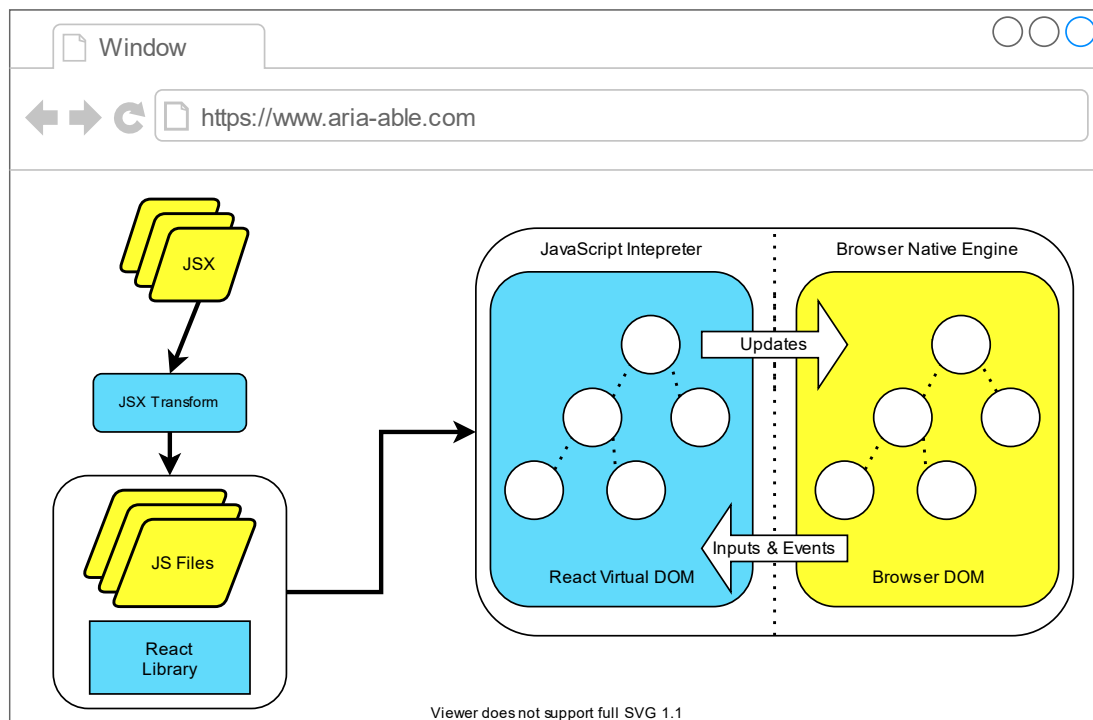 Window
https://www.aria-able.com
JSX
JSX Transform
JS Files
React
Library
JavaScript Intepreter
Browser Native Engine
Updates
Inputs & Events
React Virtual DOM
Browser DOM
Viewer does not support full SVG 1.1